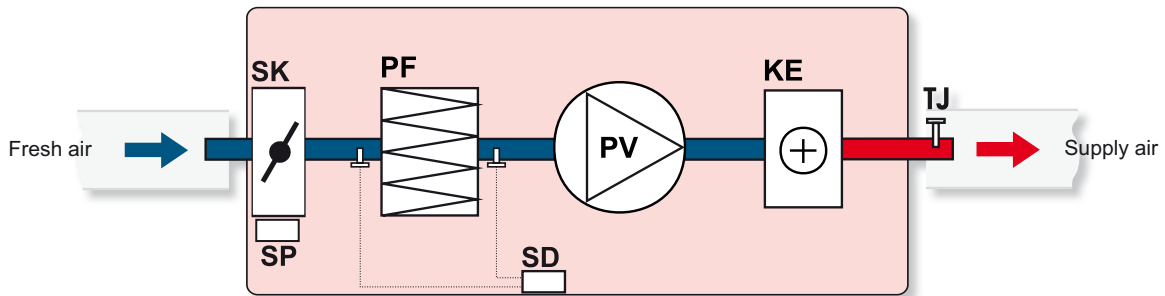 SK
PF
KE
TJ
Fresh air
PV
Supply air
SP
SD